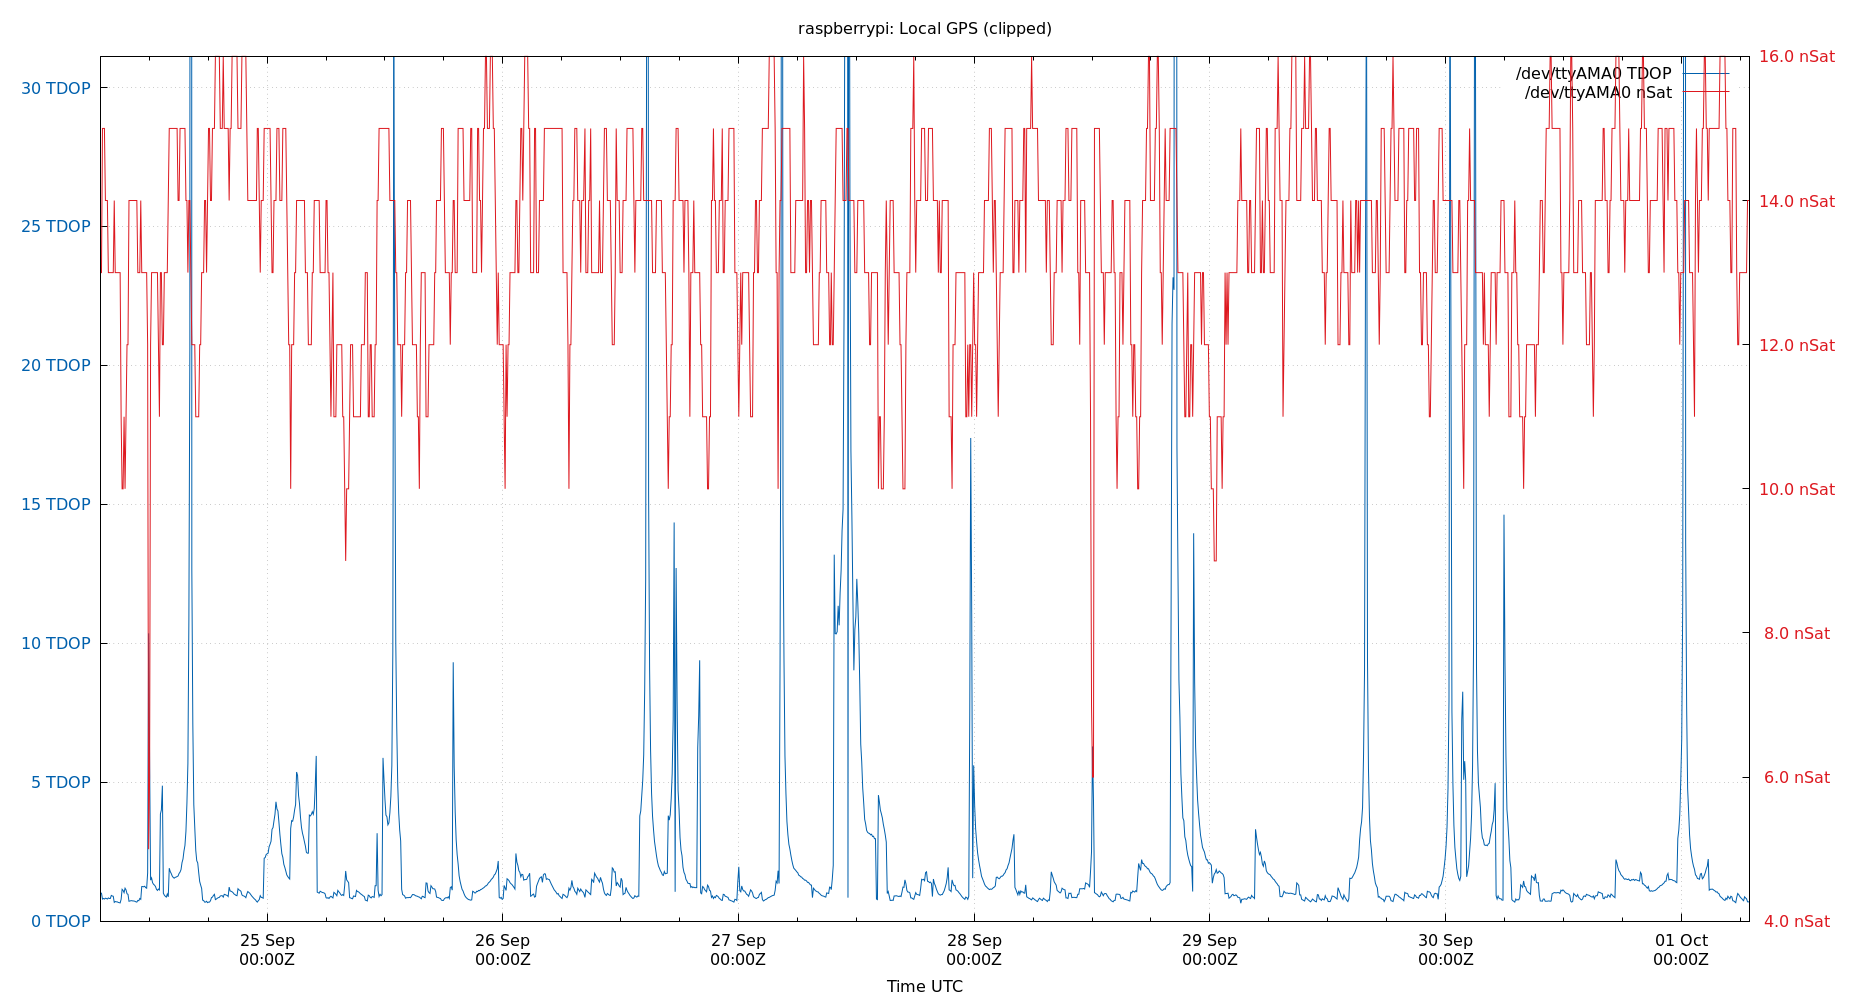 raspberrypi: Local GPS (clipped)
/dev/ttyAMA0 TDOP
/dev/ttyAMA0 nSat
30 TDOP
25 TDOP
20 TDOP
15 TDOP
10 TDOP
5 TDOP
0 TDOP
16.0 nSat
14.0 nSat
12.0 nSat
10.0 nSat
8.0 nSat
6.0 nSat
4.0 nSat
25 Sep
00:00Z
26 Sep
00:00Z
27 Sep
00:00Z
28 Sep
00:00Z
29 Sep
00:00Z
30 Sep
00:00Z
01 Oct
00:00Z
Time UTC